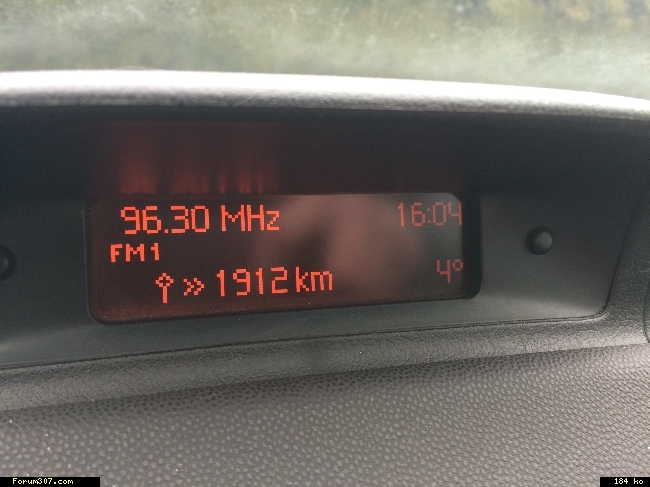 96.30 MHz 16:04
FM1
» 1912 km 4°
Forum307.com 184 ko